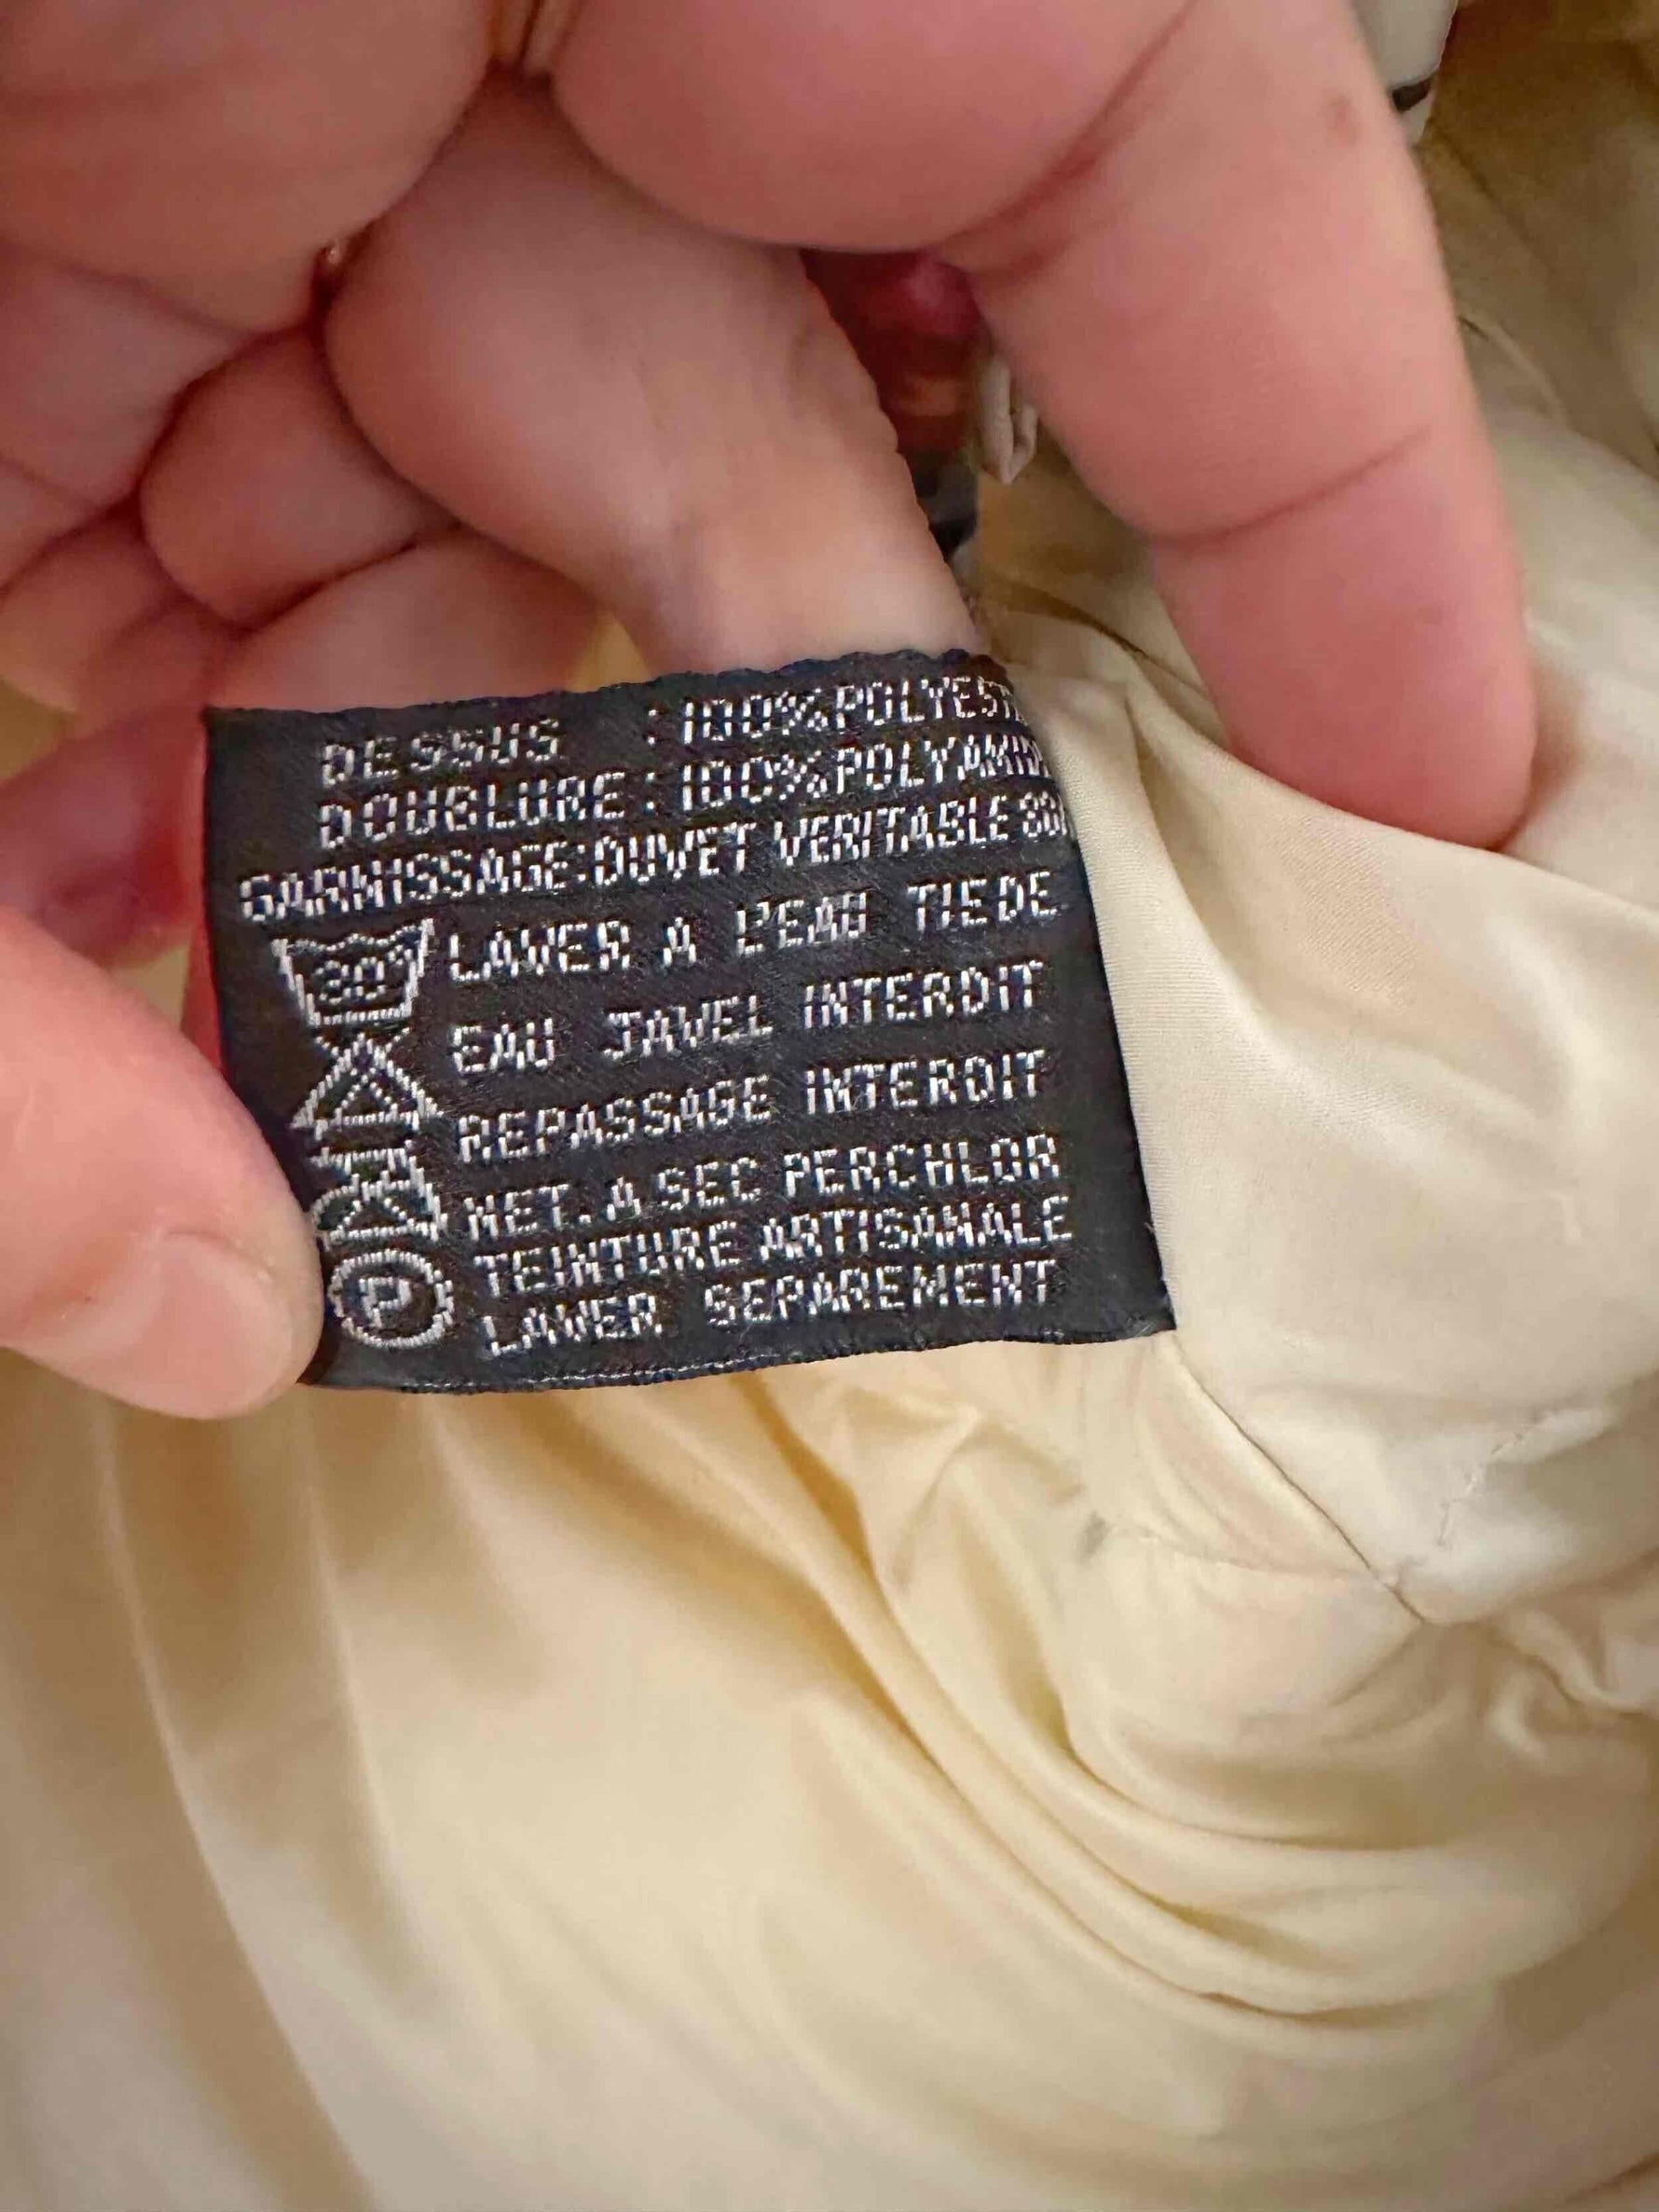 DESSUS : 100% POLYEST
DOUBLURE : 100% POLYAMID
GARNISSAGE: DUVET VERITABLE
30° LAVER A L'EAU TIEDE
EAU JAVEL INTERDIT
REPASSAGE INTERDIT
NET. A SEC PERCHLOR
TEINTURE ARTISANALE
P LAVER SEPAREMENT